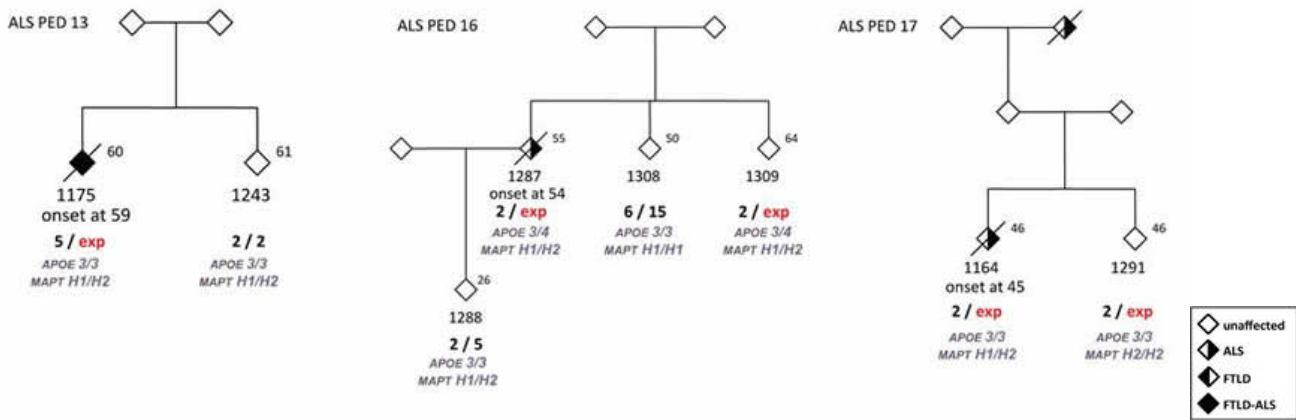 ALS PED 13
60
1175
onset at 59
5 / exp
APOE 3/3
MAPT H1/H2
61
1243
2 / 2
APOE 3/3
MAPT H1/H2
ALS PED 16
55
1287
onset at 54
2 / exp
APOE 3/4
MAPT H1/H2
50
1308
6 / 15
APOE 3/3
MAPT H1/H1
64
1309
2 / exp
APOE 3/4
MAPT H1/H2
26
1288
2 / 5
APOE 3/3
MAPT H1/H2
ALS PED 17
46
1164
onset at 45
2 / exp
APOE 3/3
MAPT H1/H2
46
1291
2 / exp
APOE 3/3
MAPT H2/H2
unaffected
ALS
FTLD
FTLD-ALS